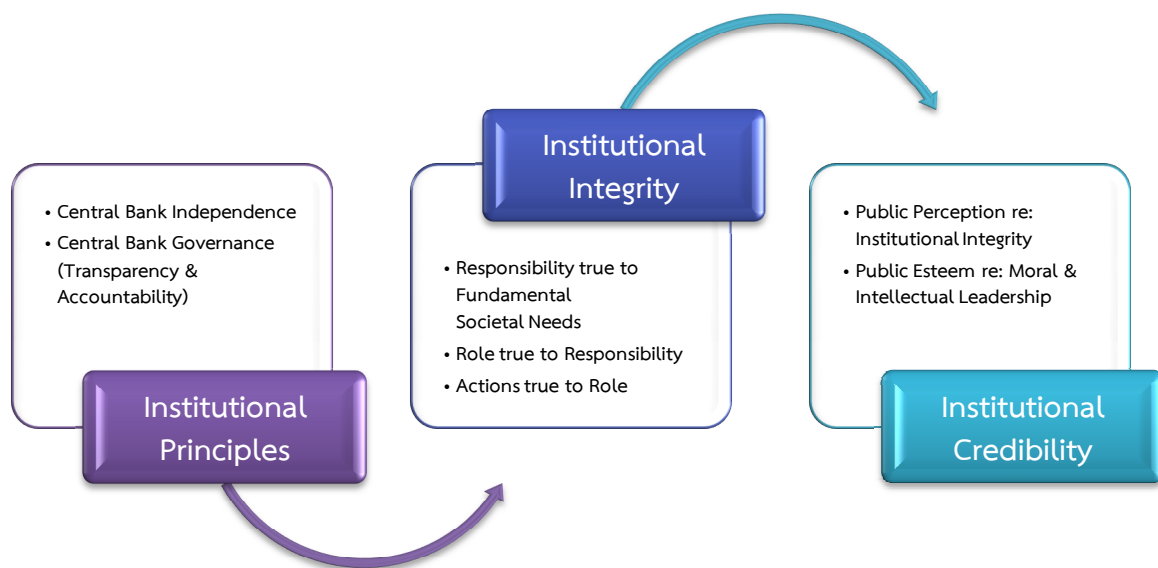 • Central Bank Independence
• Central Bank Governance
(Transparency &
Accountability)
Institutional
Principles
Institutional
Integrity
• Responsibility true to
Fundamental
Societal Needs
• Role true to Responsibility
• Actions true to Role
• Public Perception re:
Institutional Integrity
• Public Esteem re: Moral &
Intellectual Leadership
Institutional
Credibility